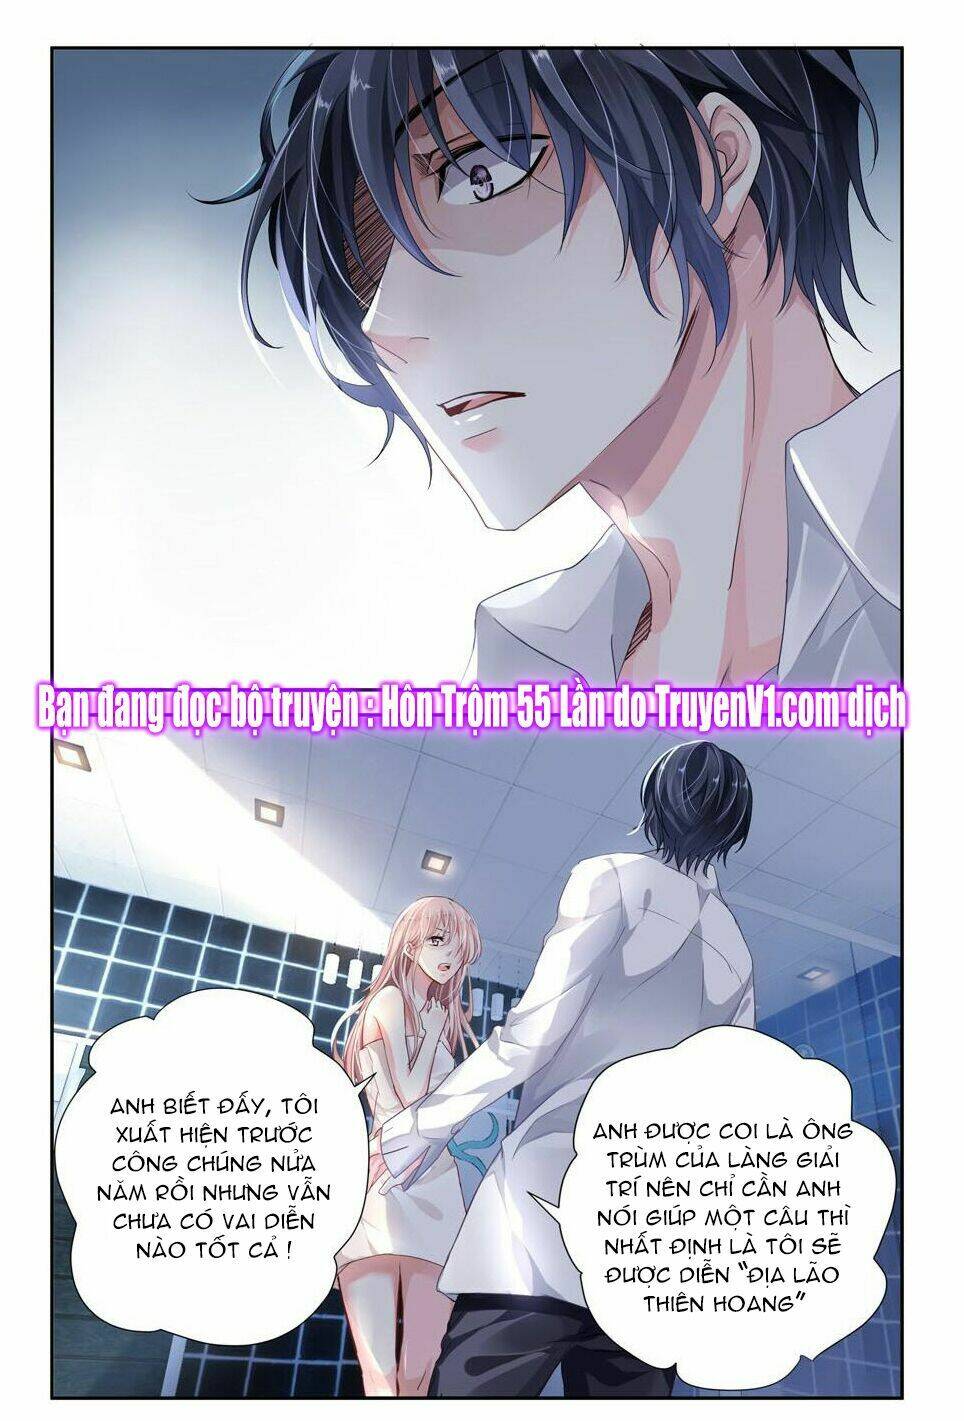 Bạn đang đọc bộ truyện : Hôn Trộm 55 Lần do TruyenV1.com dịch
ANH BIẾT ĐẤY, TÔI
XUẤT HIỆN TRƯỚC
CÔNG CHÚNG NỬA
NĂM RỒI NHƯNG VẪN
CHƯA CÓ VAI DIỄN
NÀO TỐT CẢ !
ANH ĐƯỢC COI LÀ ÔNG
TRÙM CỦA LÀNG GIẢI
TRÍ NÊN CHỈ CẦN ANH
NÓI GIÚP MỘT CÂU THÌ
NHẤT ĐỊNH LÀ TÔI SẼ
ĐƯỢC DIỄN "ĐỊA LÃO
THIÊN HOANG"